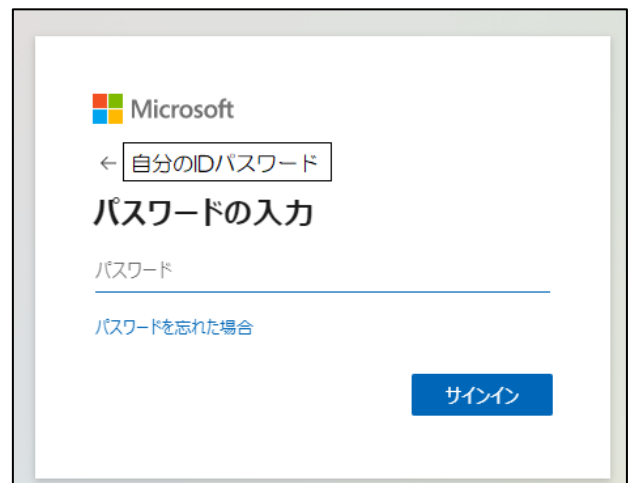 Microsoft
← 自分のIDパスワード
パスワードの入力
パスワード
パスワードを忘れた場合
サインイン